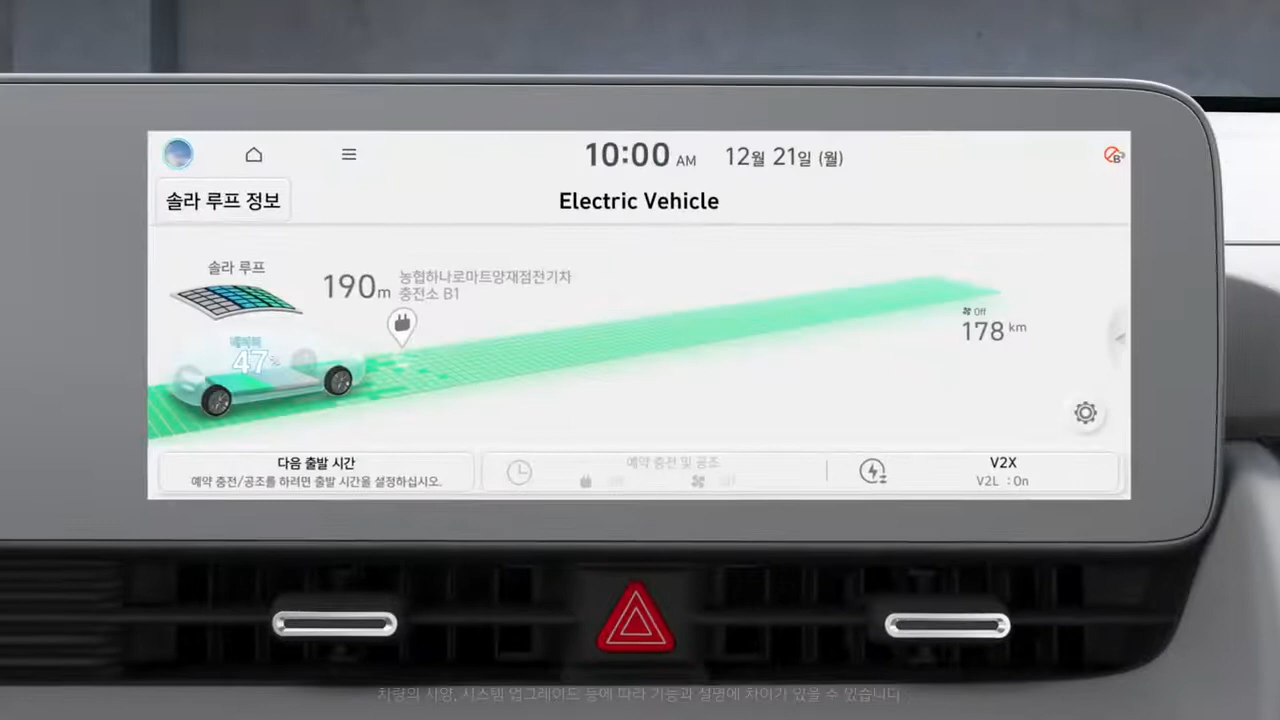 10:00 AM 12월 21일 (월)
솔라 루프 정보
Electric Vehicle
솔라 루프
190m
농협하나로마트양재점전기차
충전소 B1
47%
Off
178 km
다음 출발 시간
예약 충전/공조를 하려면 출발 시간을 설정하십시오.
예약 충전 및 공조
V2X
V2L : On
차량의 사양, 시스템 업그레이드 등에 따라 기능과 설명에 차이가 있을 수 있습니다